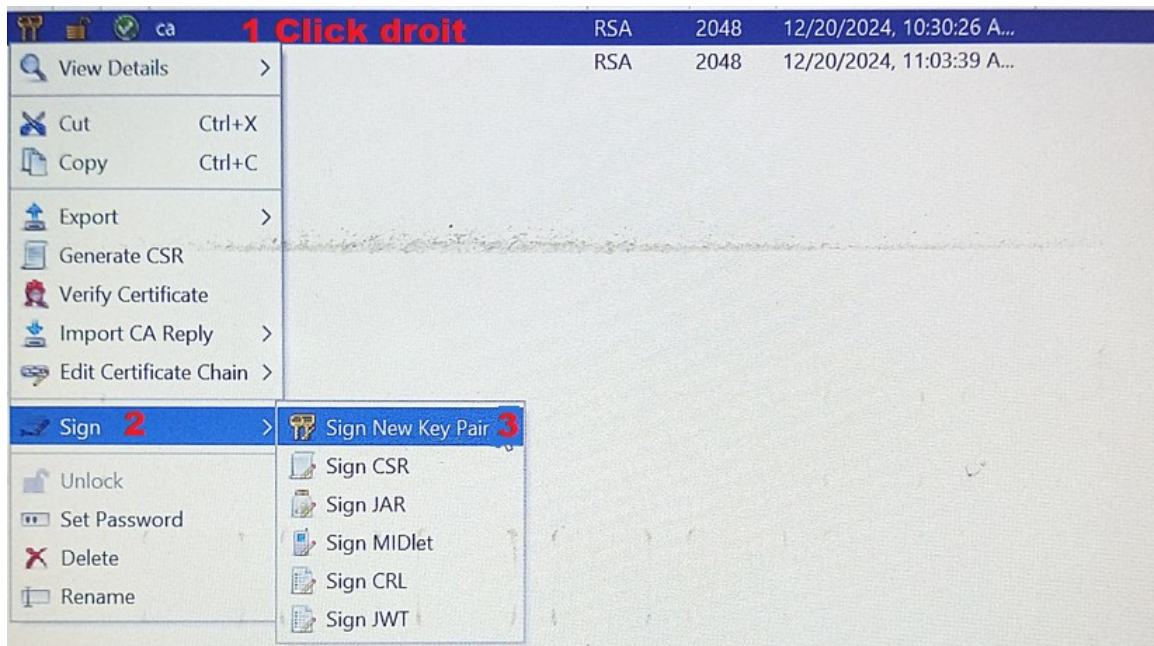 ca 1 Click droit RSA 2048 12/20/2024, 10:30:26 A...
View Details > RSA 2048 12/20/2024, 11:03:39 A...
Cut Ctrl+X
Copy Ctrl+C
Export >
Generate CSR
Verify Certificate
Import CA Reply >
Edit Certificate Chain >
Sign 2 > Sign New Key Pair 3
Sign CSR
Unlock
Sign JAR
Set Password
Sign MIDlet
Delete
Sign CRL
Rename
Sign JWT